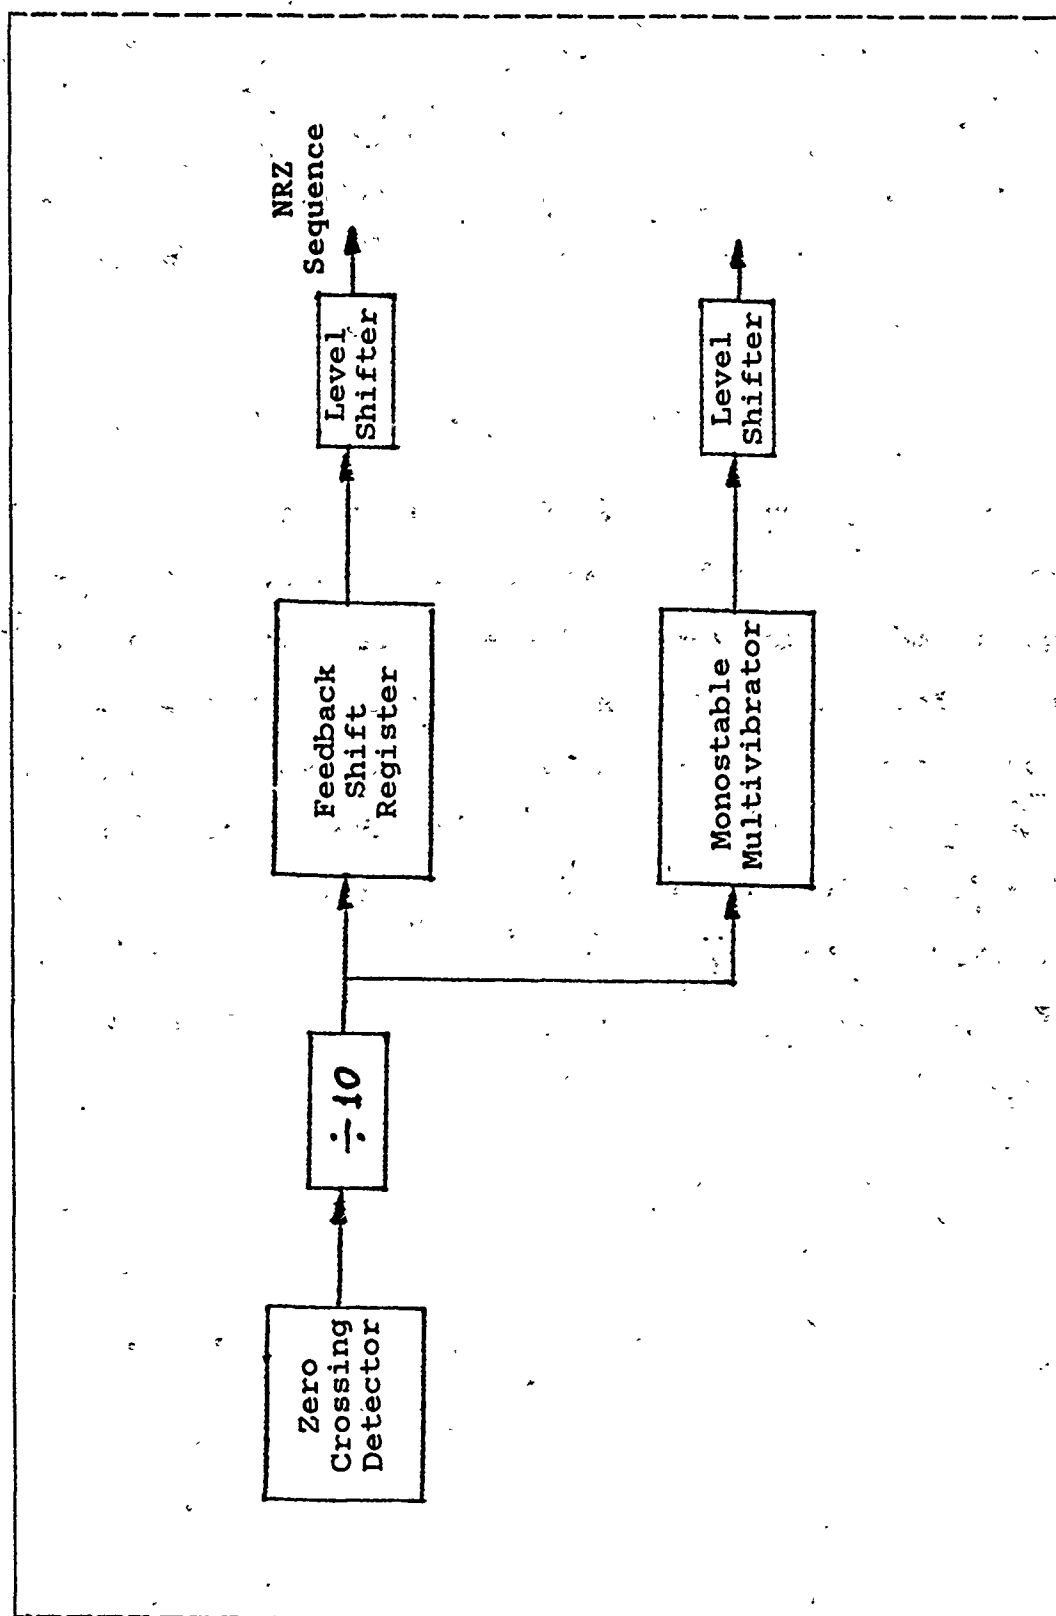 Zero
Crossing
Detector
÷10
Feedback
Shift
Register
Level
Shifter
NRZ
Sequence
Monostable
Multivibrator
Level
Shifter